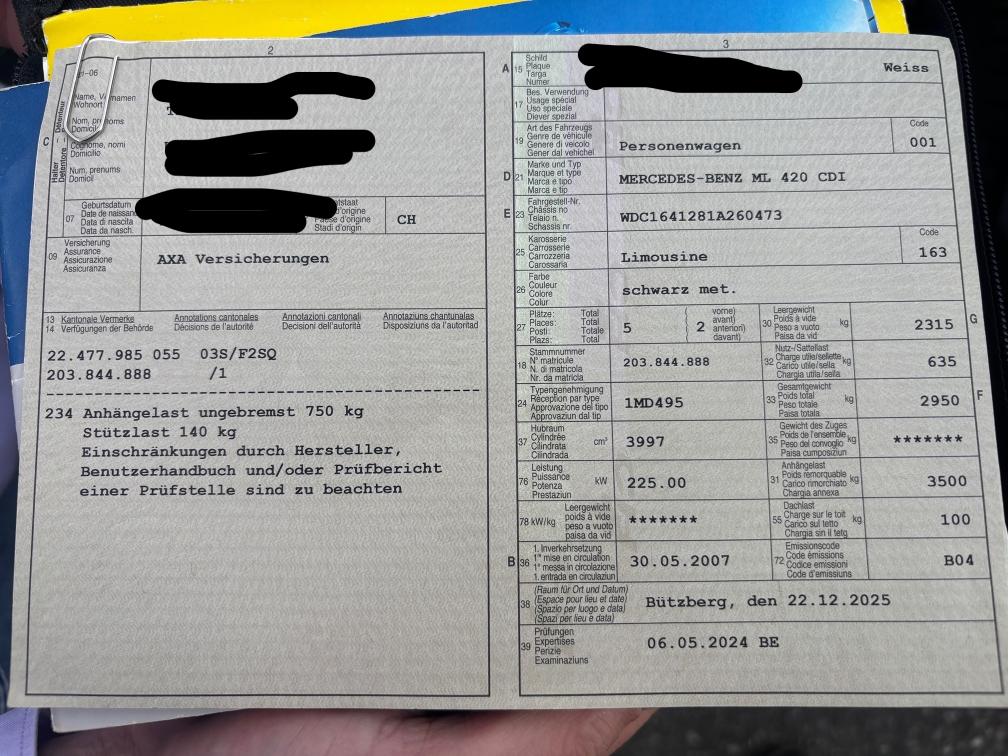 2
Name, V namen
Wohnort
Nom, pr noms
Domicil
Cognome, nomi
Domicilio
Num, prenums
Domicil
C
Halter
Détenteur
Detentore
07 Geburtsdatum
Date de naissan
Data di nascita
Data da nasch.
tstaat
d'origine
Paese d'origine
Stadi d'origin
CH
09 Versicherung
Assurance
Assicurazione
Assicuranza
AXA Versicherungen
13 Kantonale Vermerke Annotations cantonales Annotazioni cantonali Annotaziuns chantunalas
14 Verfügungen der Behörde Décisions de l'autorité Decisioni dell'autorità Disposiziuns da l'autoritad
22.477.985 055 03S/F2SQ
203.844.888 /1
234 Anhängelast ungebremst 750 kg
Stützlast 140 kg
Einschränkungen durch Hersteller,
Benutzerhandbuch und/oder Prüfbericht
einer Prüfstelle sind zu beachten
3
A 15 Schild
Plaque
Targa
Numer
Weiss
17 Bes. Verwendung
Usage spécial
Uso speciale
Diever spezial
19 Art des Fahrzeugs
Genre de véhicule
Genere di veicolo
Gener dal vehichel
Personenwagen
Code
001
D 21 Marke und Typ
Marque et type
Marca e tipo
Marca e tip
MERCEDES-BENZ ML 420 CDI
E 23 Fahrgestell-Nr.
Châssis no
Telaio n.
Schassis nr.
WDC1641281A260473
25 Karosserie
Carrosserie
Carrozzeria
Carossaria
Limousine
Code
163
26 Farbe
Couleur
Colore
Colur
schwarz met.
27 Plätze: Total
Places: Total
Posti: Totale
Plazs: Total
5
2
vorne)
avant)
anteriori)
davant)
30 Leergewicht
Poids à vide
Peso a vuoto
Paisa da vid
kg
2315
G
18 Stammnummer
N° matricule
N. di matricola
Nr. da matricla
203.844.888
32 Nutz-/Sattellast
Charge utile/sellette
Carico utile/sella
Chargia utila/sella
kg
635
24 Typengenehmigung
Réception par type
Approvazione del tipo
Approvaziun dal tip
1MD495
33 Gesamtgewicht
Poids total
Peso totale
Paisa totala
kg
2950
F
37 Hubraum
Cylindrée
Cilindrata
Cilindrada
cm³
3997
35 Gewicht des Zuges
Poids de l'ensemble
Peso del convoglio
Paisa cumposiziun
kg
*******
76 Leistung
Puissance
Potenza
Prestaziun
kW
225.00
31 Anhängelast
Poids remorquable
Carico rimorchiato
Chargia annexa
kg
3500
78 kW/kg
Leergewicht
poids à vide
peso a vuoto
paisa da vid
*******
55 Dachlast
Charge sur le toit
Carico sul tetto
Chargia sin il tetg
kg
100
B 36 1. Inverkehrsetzung
1re mise en circulation
1a messa in circolazione
1. entrada en circulaziun
30.05.2007
72 Emissionscode
Code émissions
Codice emissioni
Code d'emissiuns
B04
38 (Raum für Ort und Datum)
(Espace pour lieu et date)
(Spazio per luogo e data)
(Spazi per lieu e data)
Bützberg, den 22.12.2025
39 Prüfungen
Expertises
Perizie
Examinaziuns
06.05.2024 BE